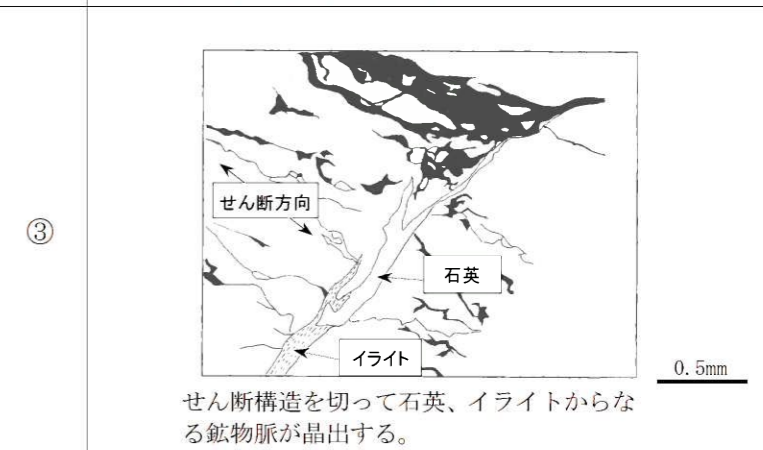 ③
せん断方向
石英
イライト
0.5mm
せん断構造を切って石英、イライトからな
る鉱物脈が晶出する。